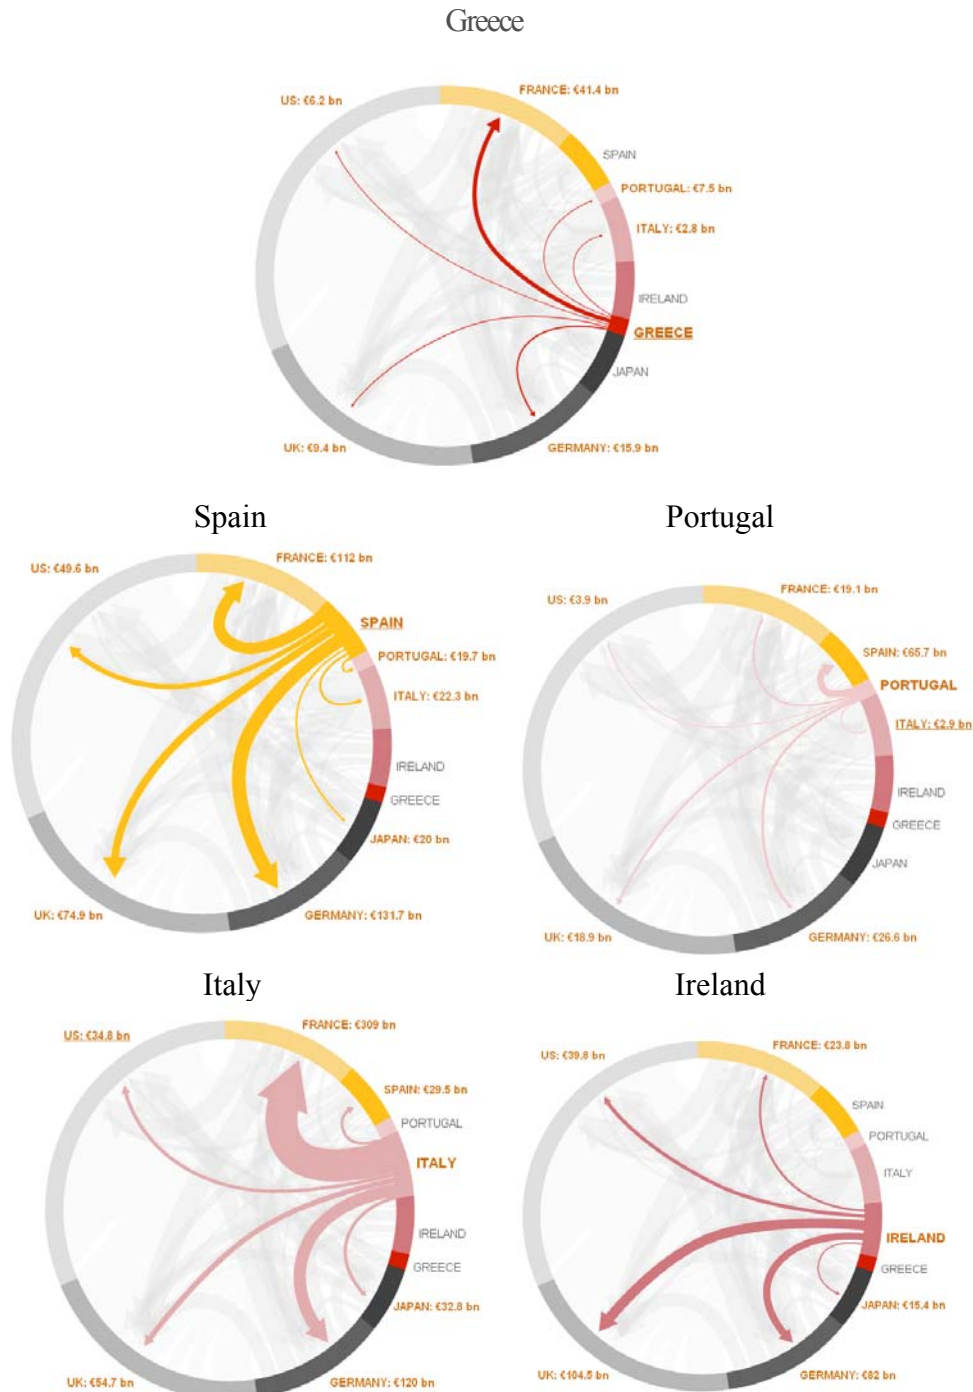 Greece
FRANCE: €41.4 bn
US: €6.2 bn
SPAIN
PORTUGAL: €7.5 bn
ITALY: €2.8 bn
IRELAND
GREECE
JAPAN
UK: €9.4 bn
GERMANY: €15.9 bn
Spain
FRANCE: €112 bn
US: €49.6 bn
SPAIN
PORTUGAL: €19.7 bn
ITALY: €22.3 bn
IRELAND
GREECE
JAPAN: €20 bn
UK: €74.9 bn
GERMANY: €131.7 bn
Portugal
FRANCE: €19.1 bn
US: €3.9 bn
SPAIN: €65.7 bn
PORTUGAL
ITALY: €2.9 bn
IRELAND
GREECE
JAPAN
UK: €18.9 bn
GERMANY: €26.6 bn
Italy
FRANCE: €309 bn
US: €34.8 bn
SPAIN: €29.5 bn
PORTUGAL
ITALY
IRELAND
GREECE
JAPAN: €32.8 bn
UK: €54.7 bn
GERMANY: €120 bn
Ireland
FRANCE: €23.8 bn
US: €39.8 bn
SPAIN
PORTUGAL
ITALY
IRELAND
GREECE
JAPAN: €15.4 bn
UK: €104.5 bn
GERMANY: €82 bn